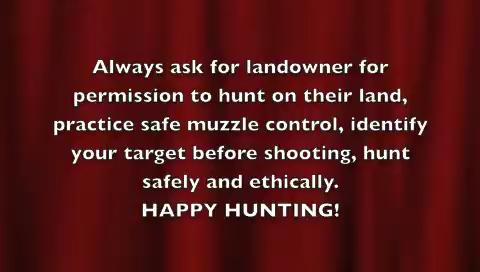 Always ask for landowner for
permission to hunt on their land,
practice safe muzzle control, identify
your target before shooting, hunt
safely and ethically.
HAPPY HUNTING!